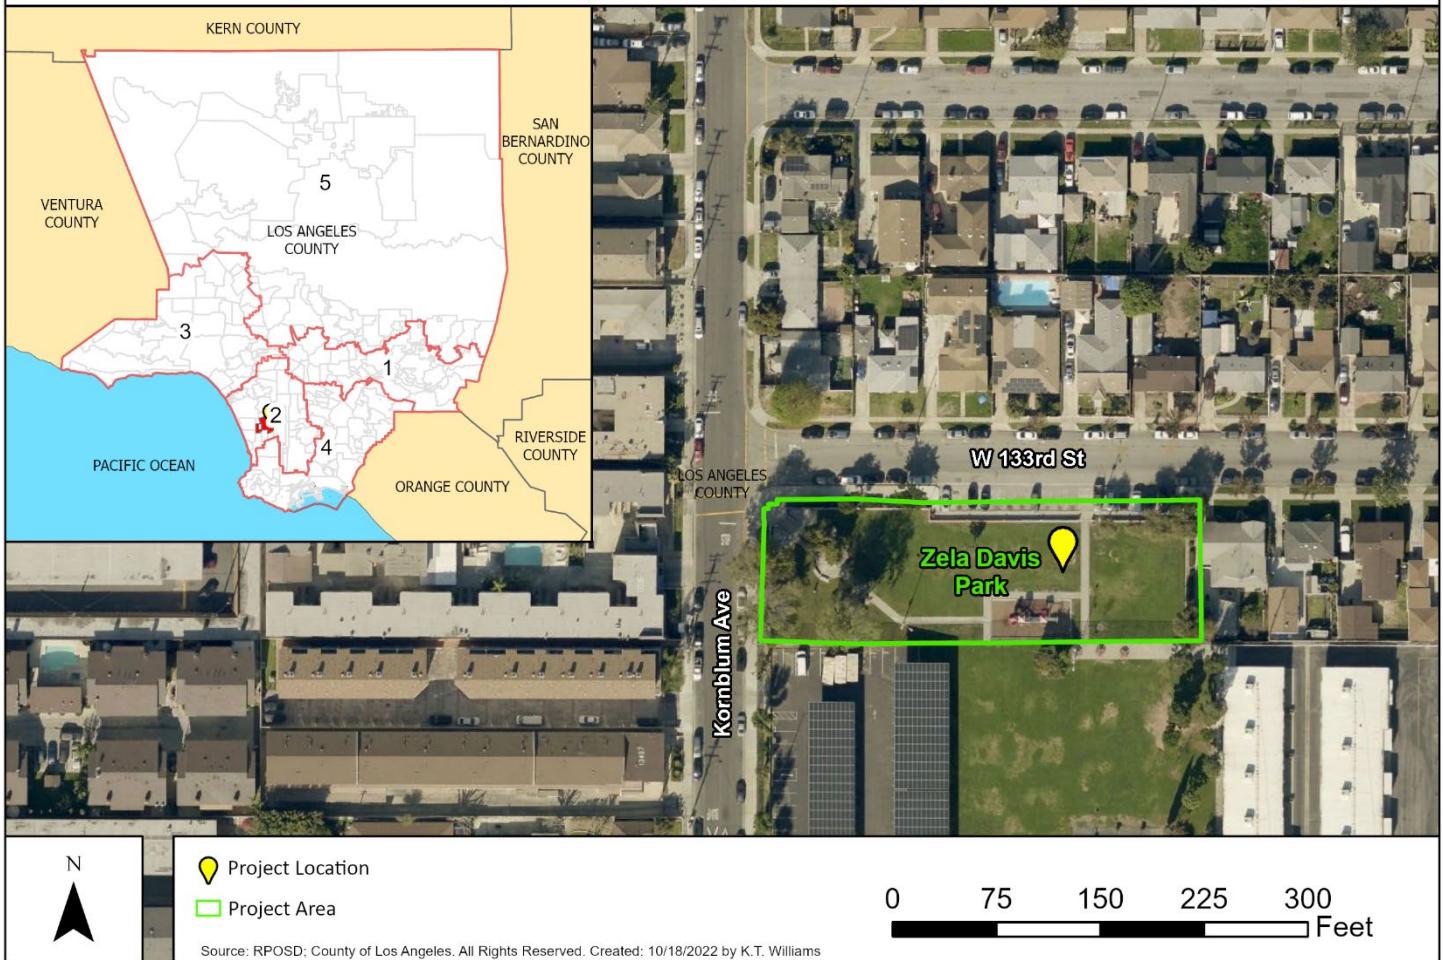 KERN COUNTY
SAN
BERNARDINO
COUNTY
5
VENTURA
COUNTY
LOS ANGELES
COUNTY
3
1
2
4
RIVERSIDE
COUNTY
PACIFIC OCEAN
ORANGE COUNTY
LOS ANGELES
COUNTY
W 133rd St
Zela Davis
Park
Kornblum Ave
N
Project Location
Project Area
0 75 150 225 300
Feet
Source: RPOSD; County of Los Angeles. All Rights Reserved. Created: 10/18/2022 by K.T. Williams